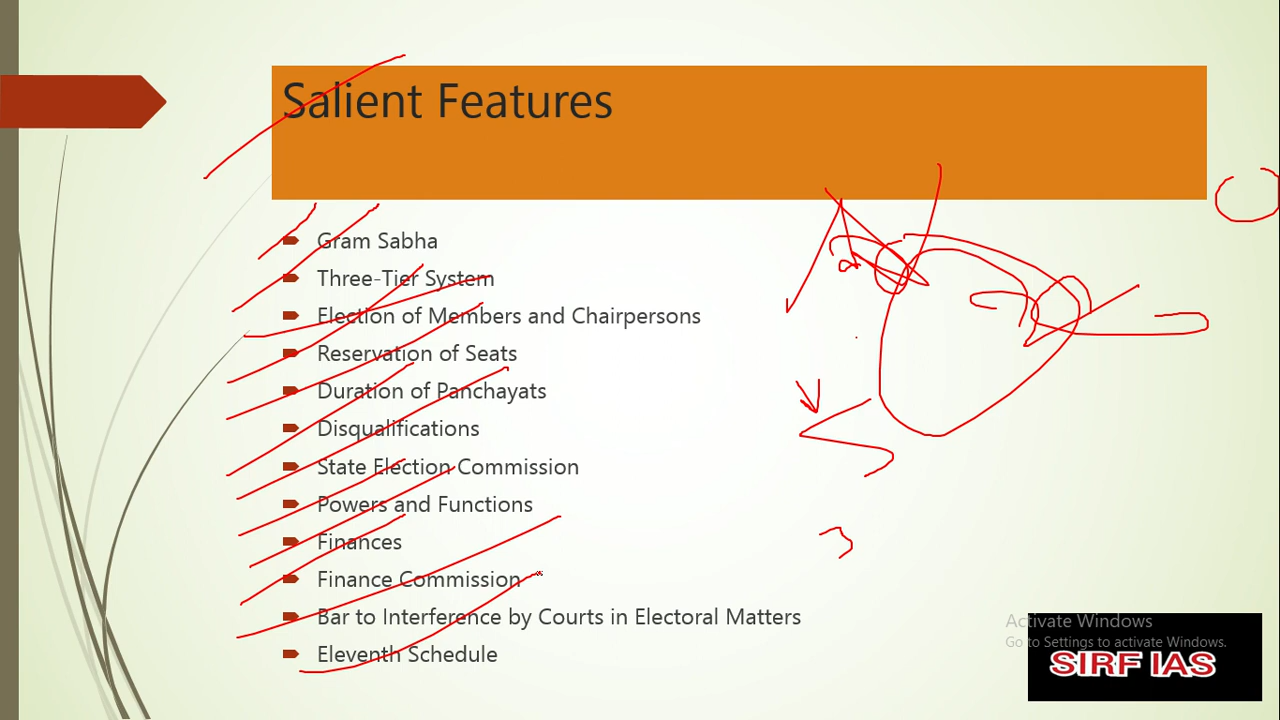 Salient Features
Gram Sabha
Three-Tier System
Election of Members and Chairpersons
Reservation of Seats
Duration of Panchayats
Disqualifications
State Election Commission
Powers and Functions
Finances
Finance Commission
Bar to Interference by Courts in Electoral Matters
Eleventh Schedule
Activate Windows
Go to Settings to activate Windows.
SIRF IAS